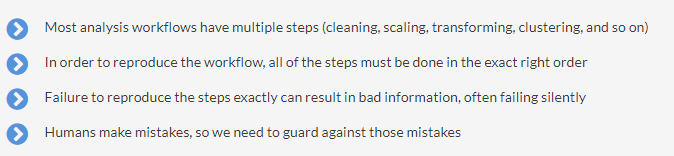 Most analysis workflows have multiple steps (cleaning, scaling, transforming, clustering, and so on)
In order to reproduce the workflow, all of the steps must be done in the exact right order
Failure to reproduce the steps exactly can result in bad information, often failing silently
Humans make mistakes, so we need to guard against those mistakes